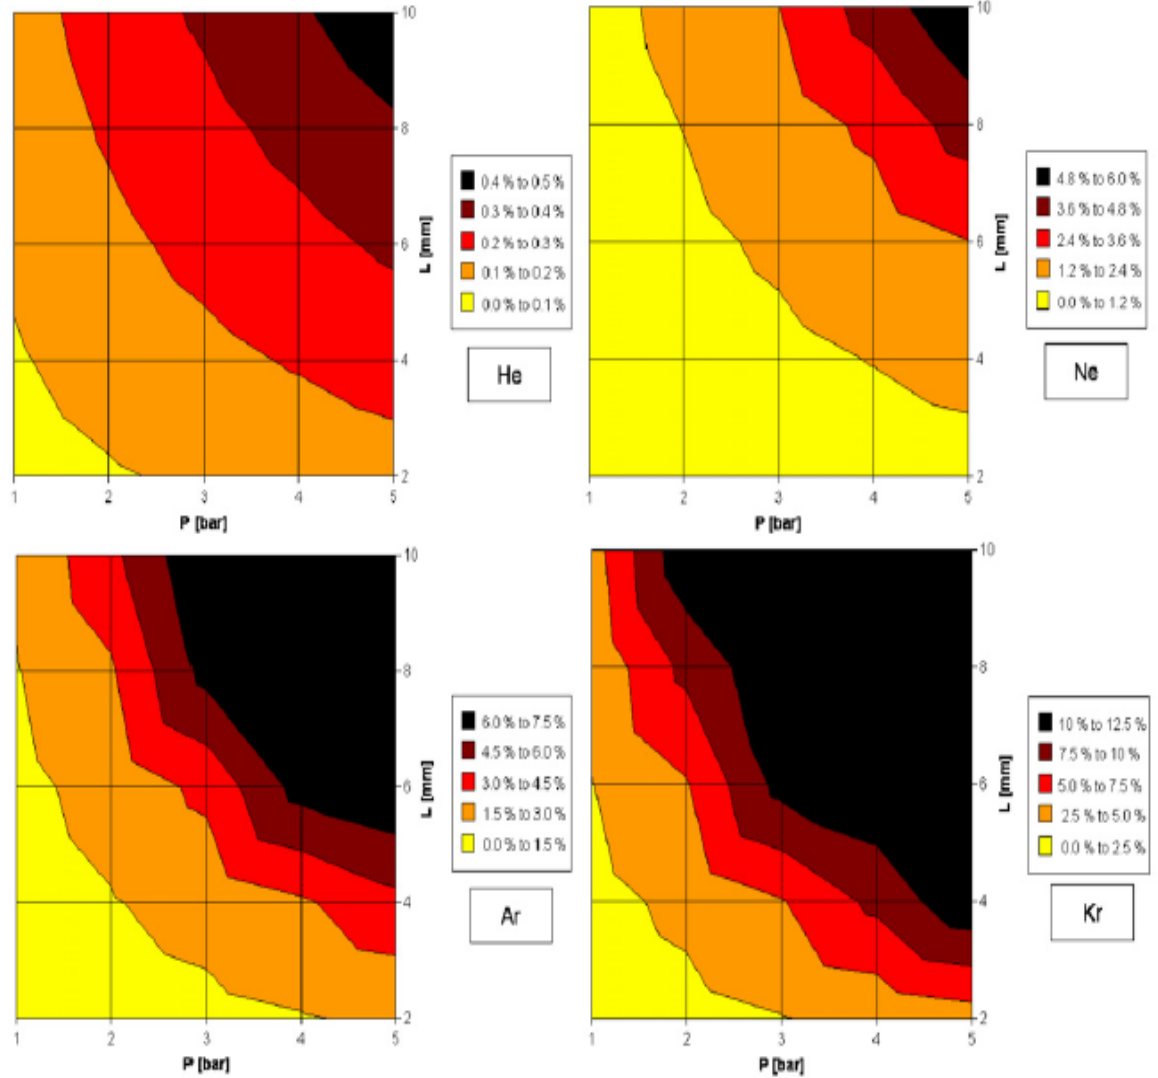 10
8
6
4
2
L [mm]
1 2 3 4 5
P [bar]
0.4 % to 0.5 %
0.3 % to 0.4 %
0.2 % to 0.3 %
0.1 % to 0.2 %
0.0 % to 0.1 %
He
10
8
6
4
2
L [mm]
1 2 3 4 5
P [bar]
4.8 % to 6.0 %
3.6 % to 4.8 %
2.4 % to 3.6 %
1.2 % to 2.4 %
0.0 % to 1.2 %
Ne
10
8
6
4
2
L [mm]
1 2 3 4 5
P [bar]
6.0 % to 7.5 %
4.5 % to 6.0 %
3.0 % to 4.5 %
1.5 % to 3.0 %
0.0 % to 1.5 %
Ar
10
8
6
4
2
L [mm]
1 2 3 4 5
P [bar]
10 % to 12.5 %
7.5 % to 10 %
5.0 % to 7.5 %
2.5 % to 5.0 %
0.0 % to 2.5 %
Kr